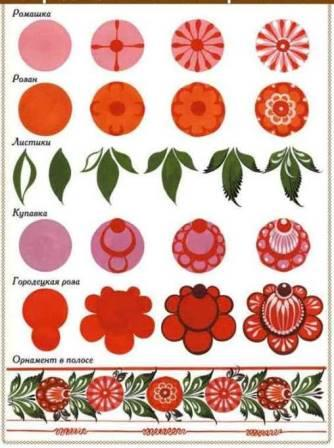 Ромашка
Розан
Листики
Купавка
Городецкая роза
Орнамент в полосе